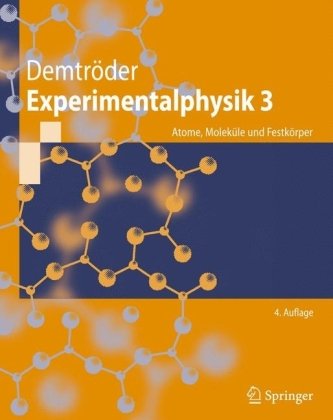 Demtröder
Experimentalphysik 3
Atome, Moleküle und Festkörper
4. Auflage
Springer